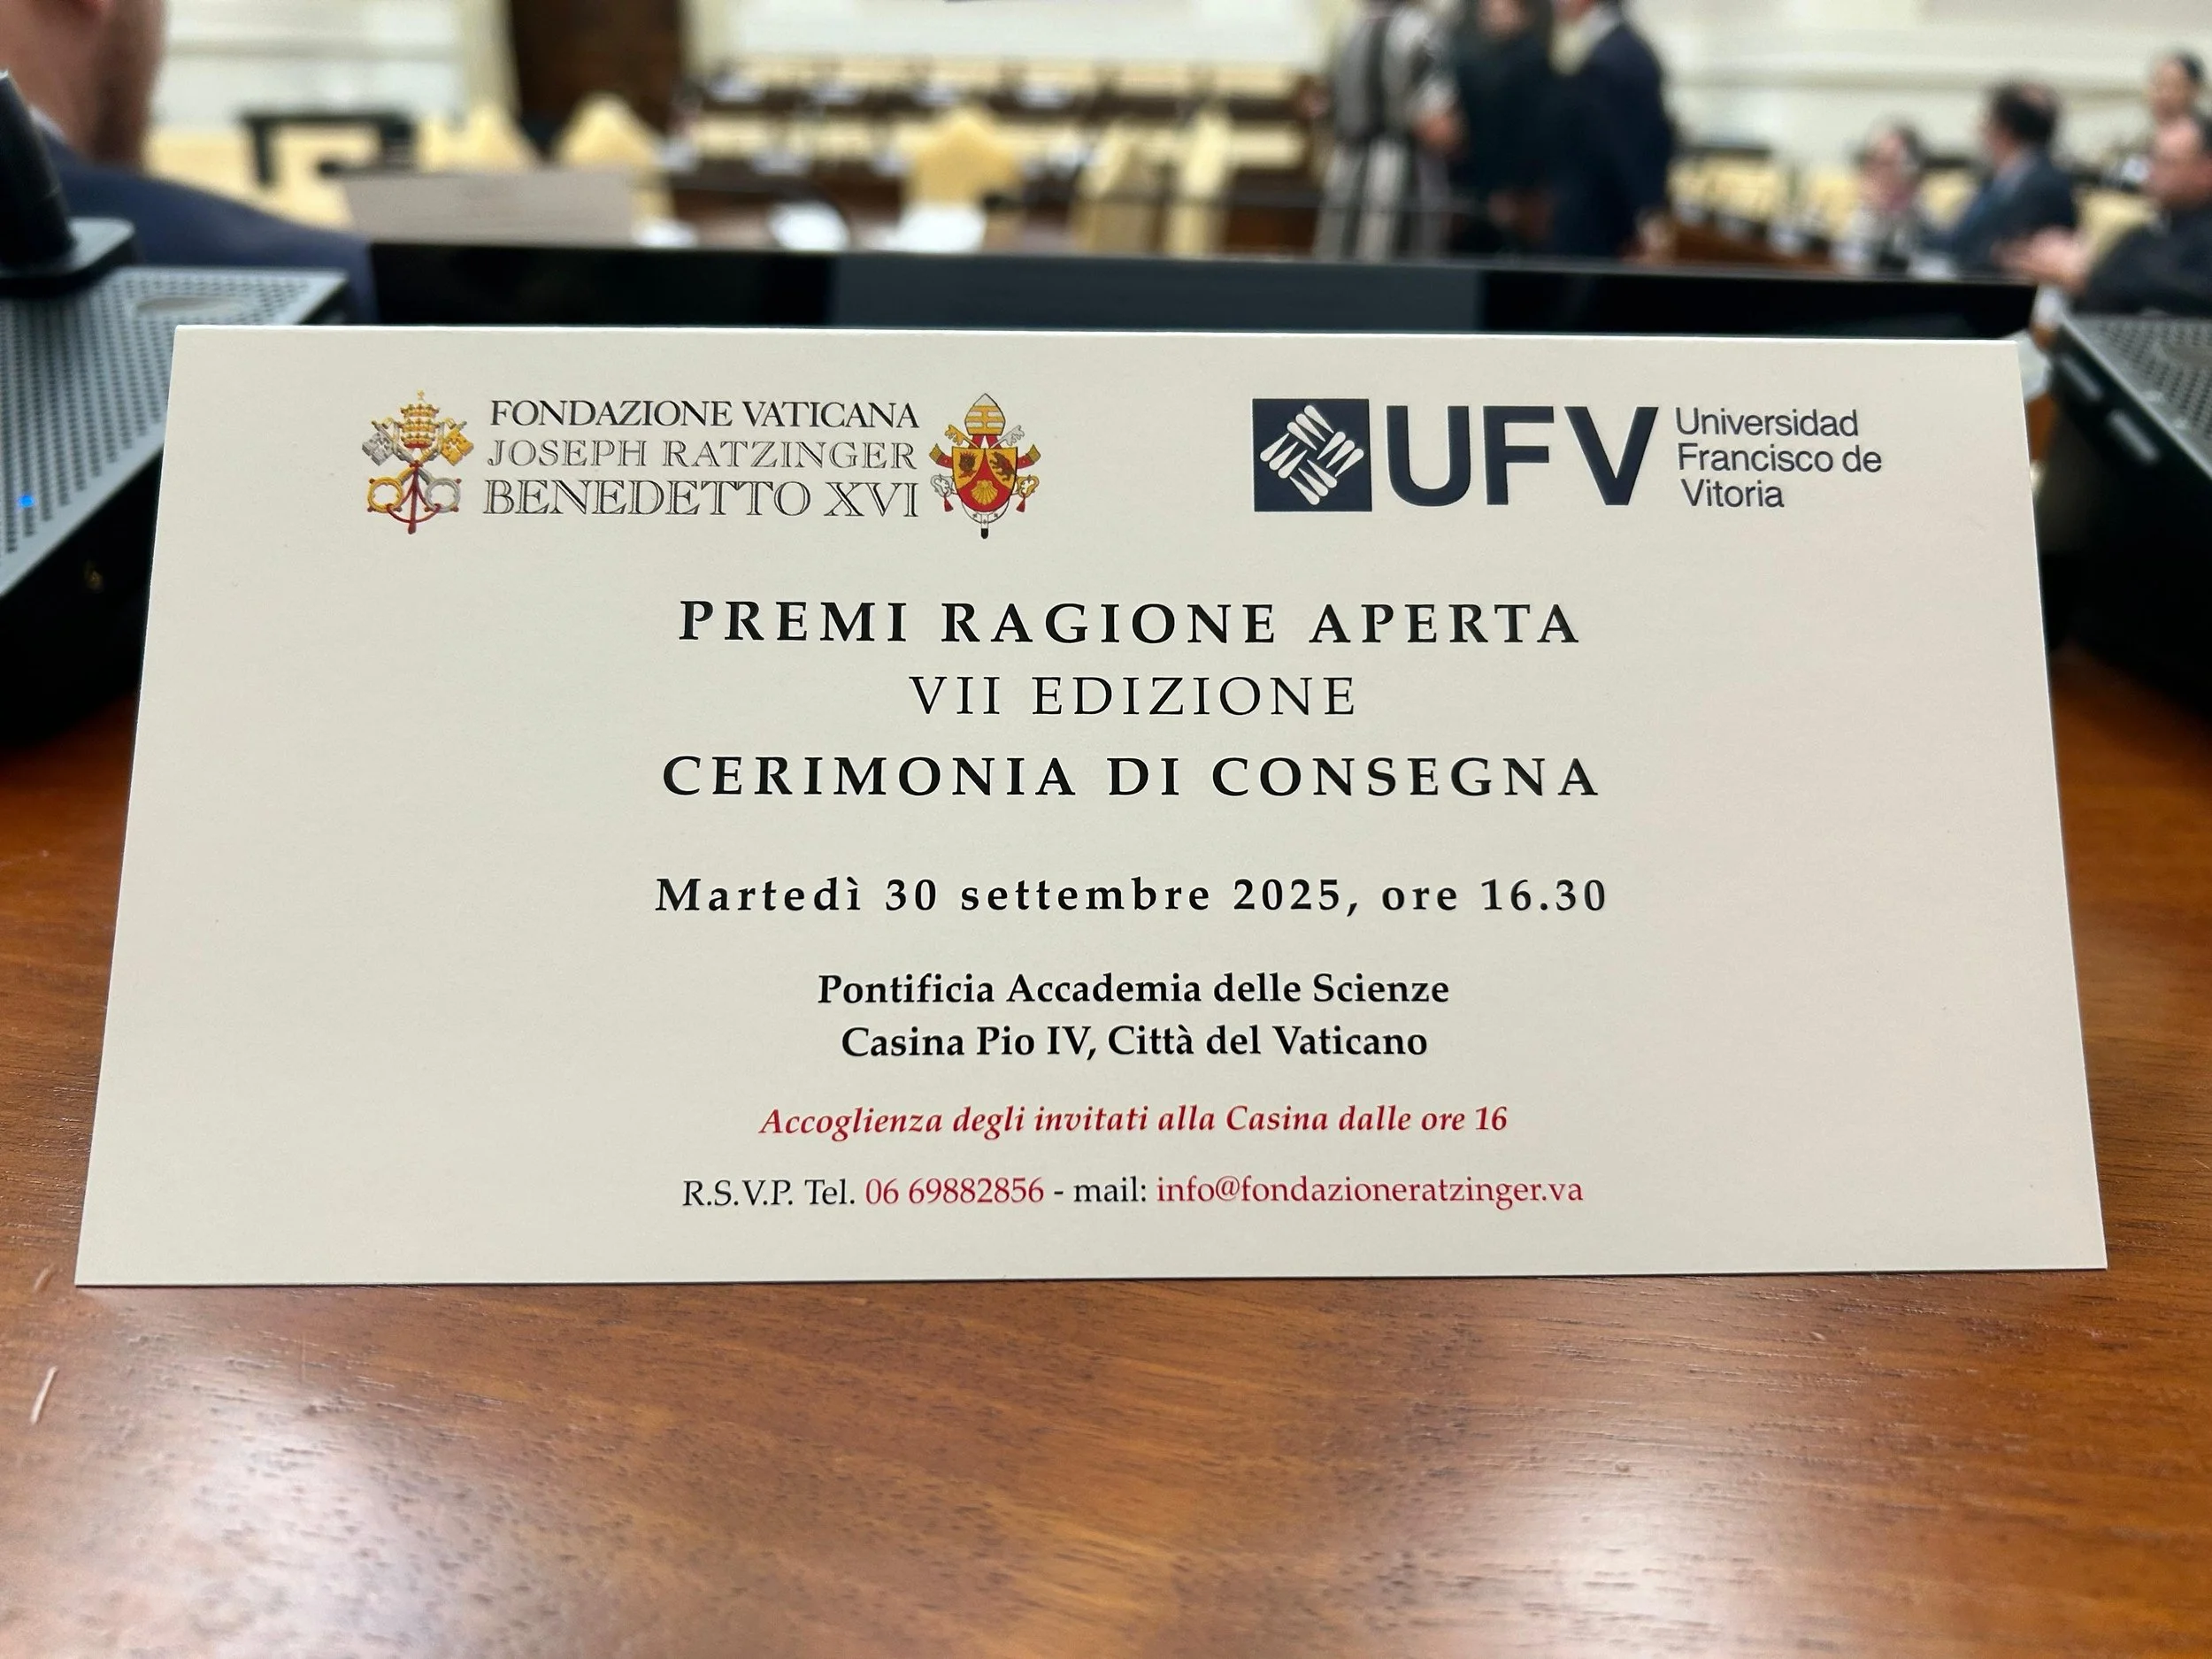 FONDAZIONE VATICANA
JOSEPH RATZINGER
BENEDETTO XVI
UFV
Universidad
Francisco de
Vitoria
PREMI RAGIONE APERTA
VII EDIZIONE
CERIMONIA DI CONSEGNA
Martedì 30 settembre 2025, ore 16.30
Pontificia Accademia delle Scienze
Casina Pio IV, Città del Vaticano
Accoglienza degli invitati alla Casina dalle ore 16
R.S.V.P. Tel. 06 69882856 - mail: info@fondazioneratzinger.va